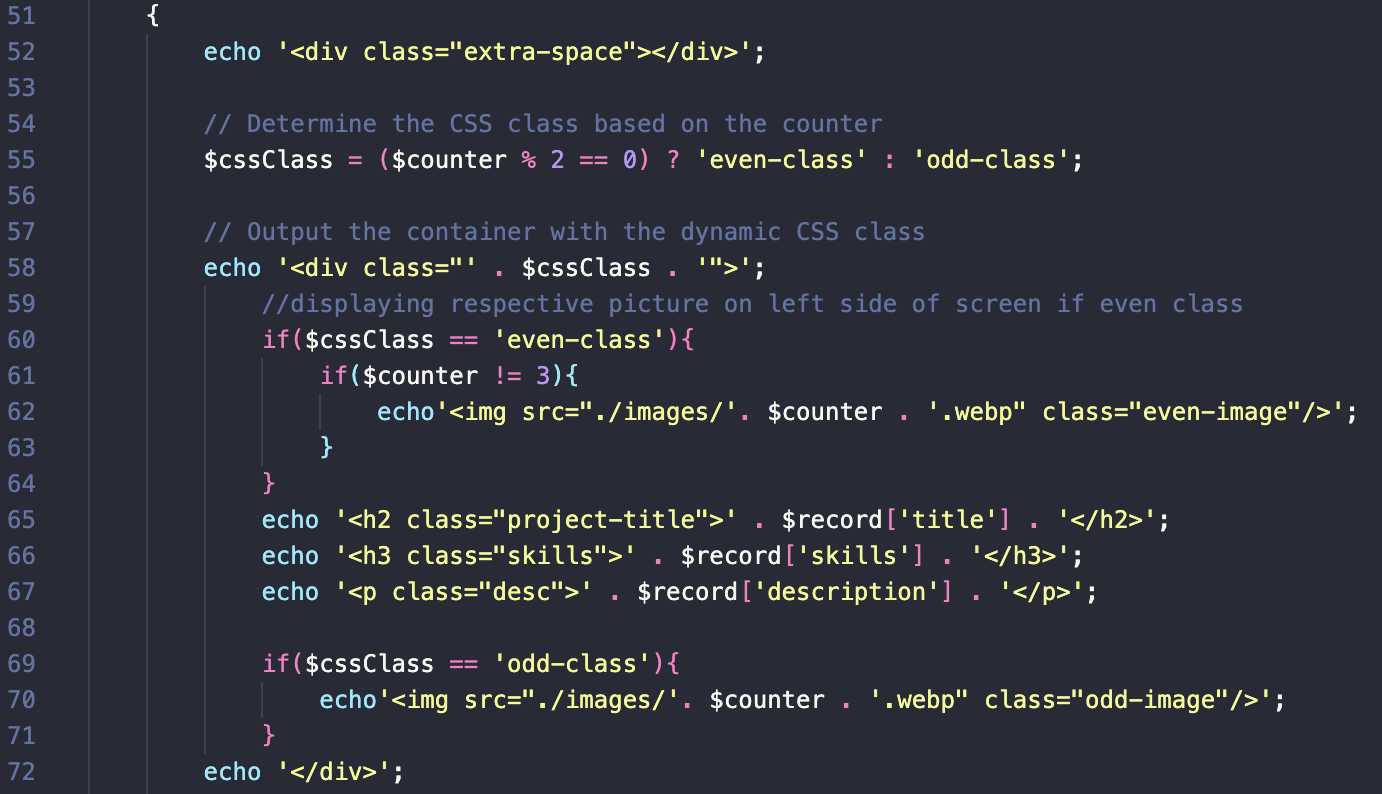 51 {
52 echo '<div class="extra-space"></div>';
53
54 // Determine the CSS class based on the counter
55 $cssClass = ($counter % 2 == 0) ? 'even-class' : 'odd-class';
56
57 // Output the container with the dynamic CSS class
58 echo '<div class="' . $cssClass . '">';
59 //displaying respective picture on left side of screen if even class
60 if($cssClass == 'even-class'){
61 if($counter != 3){
62 echo'<img src="./images/'. $counter . '.webp" class="even-image"/>';
63 }
64 }
65 echo '<h2 class="project-title">' . $record['title'] . '</h2>';
66 echo '<h3 class="skills">' . $record['skills'] . '</h3>';
67 echo '<p class="desc">' . $record['description'] . '</p>';
68
69 if($cssClass == 'odd-class'){
70 echo'<img src="./images/'. $counter . '.webp" class="odd-image"/>';
71 }
72 echo '</div>';